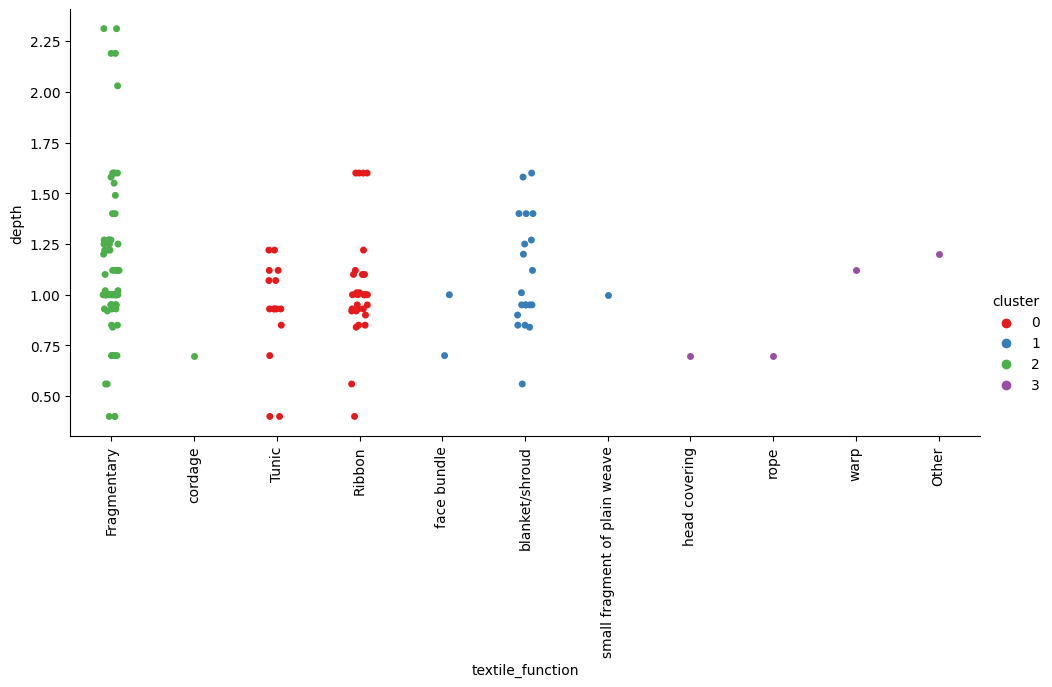 2.25
2.00
1.75
1.50
1.25
1.00
0.75
0.50
depth
Fragmentary
cordage
Tunic
Ribbon
face bundle
blanket/shroud
small fragment of plain weave
head covering
rope
warp
Other
textile_function
cluster
0
1
2
3